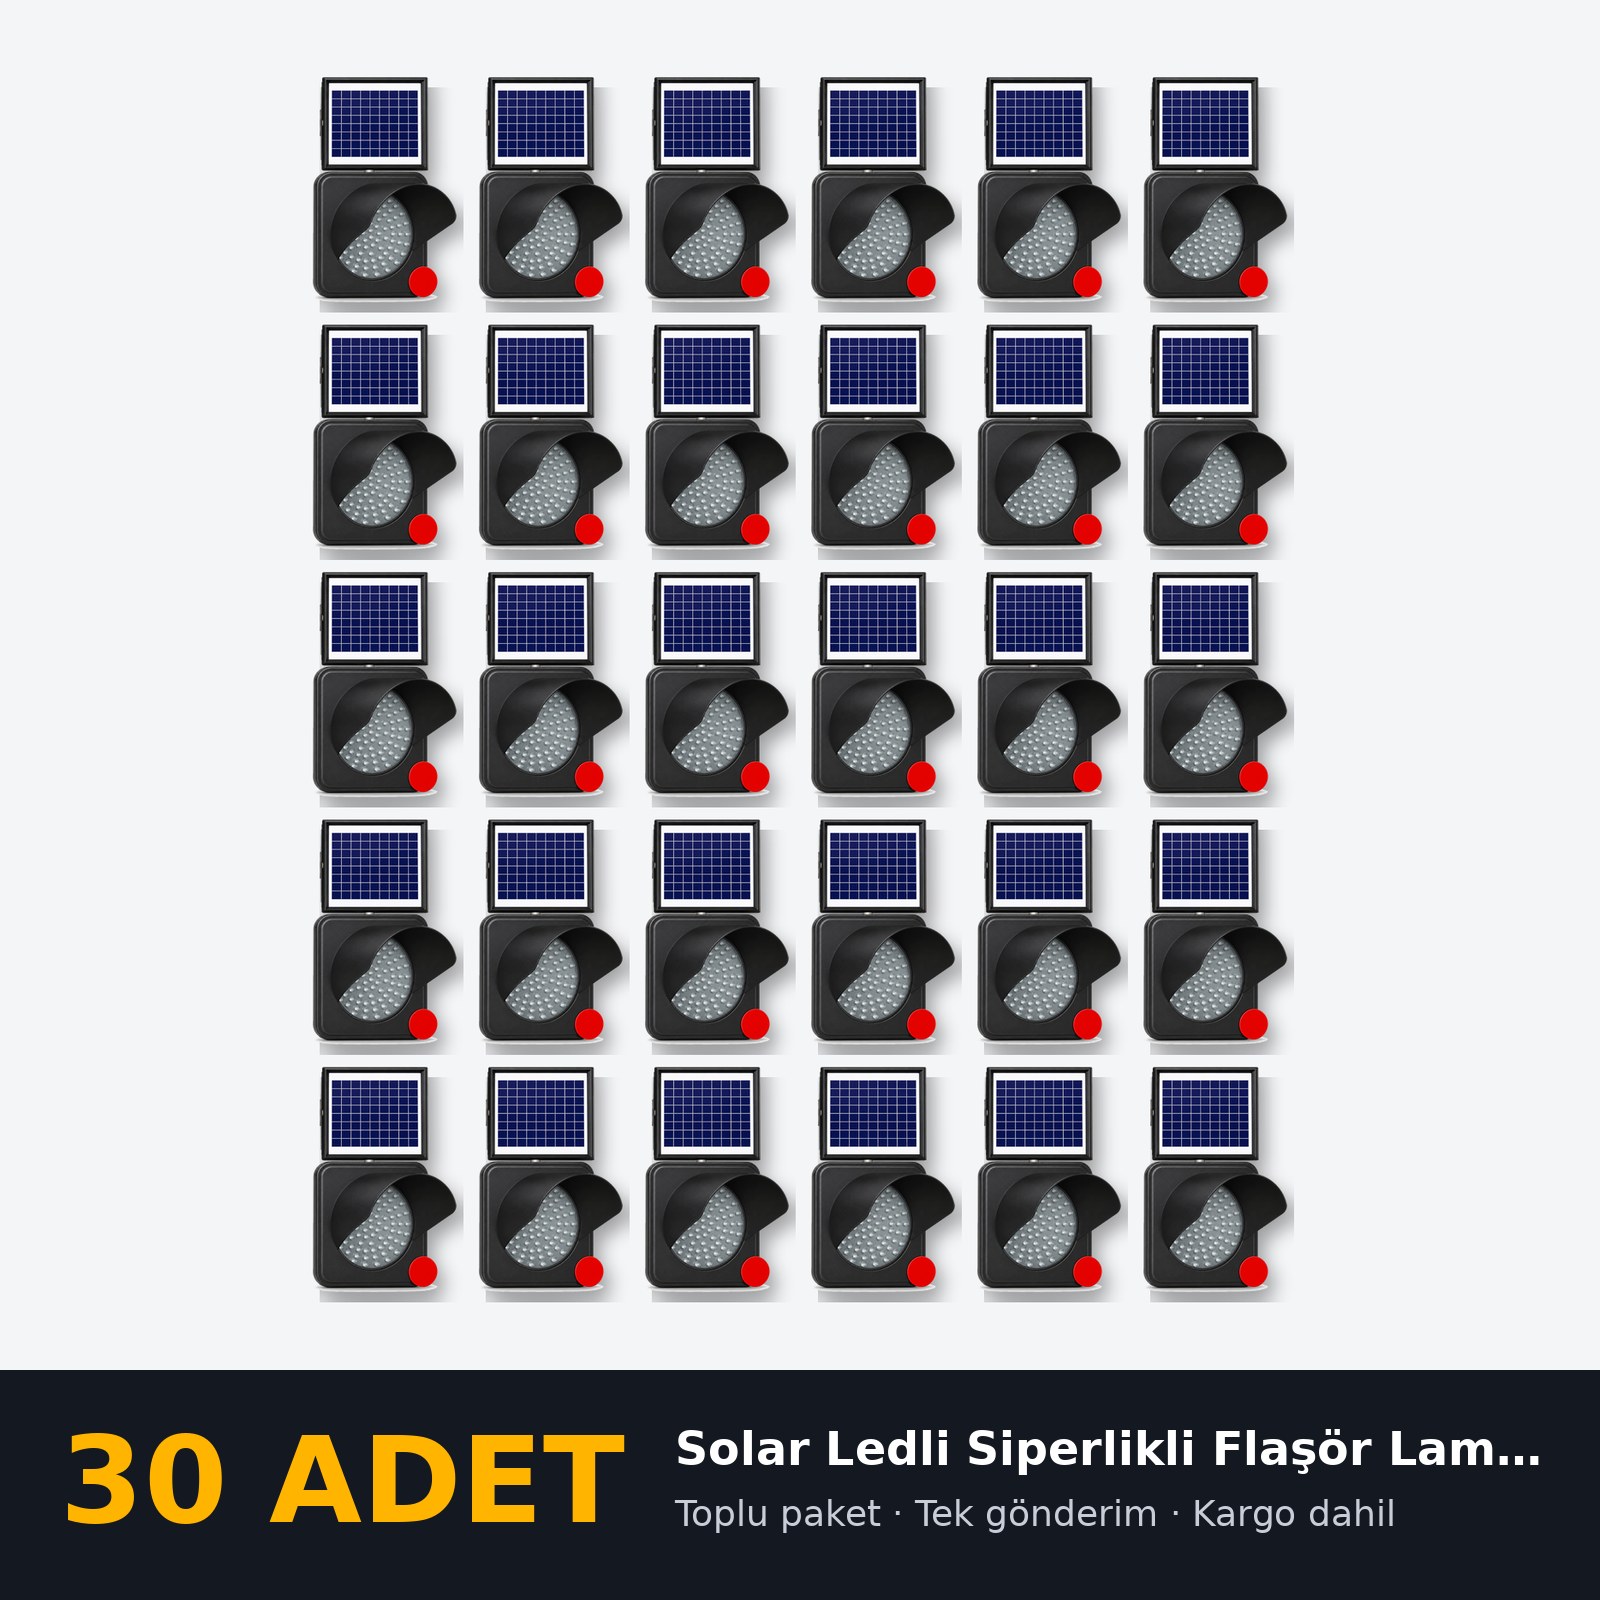 30 ADET
Solar Ledli Siperlikli Flaşör Lam...
Toplu paket · Tek gönderim · Kargo dahil